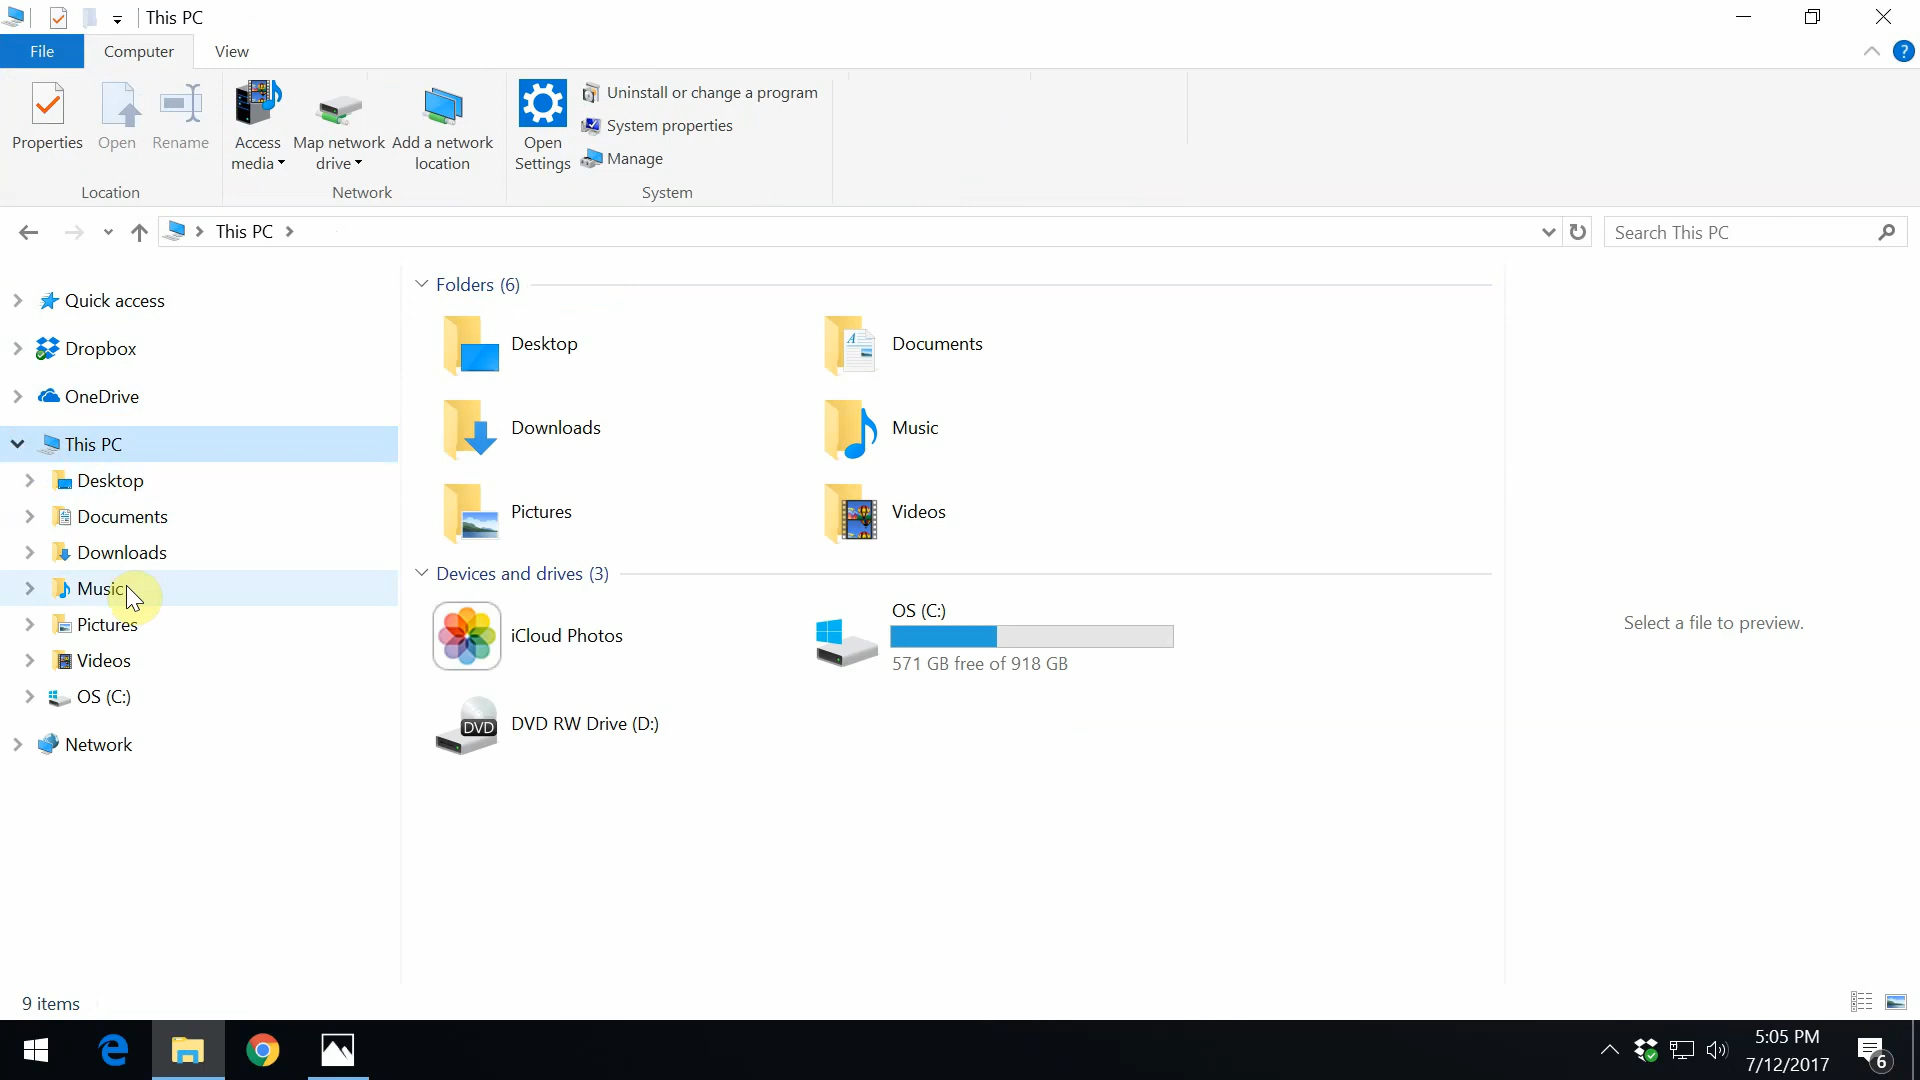 This PC
File
Computer
View
?
Properties
Open
Rename
Access media
Map network drive
Add a network location
Open Settings
Uninstall or change a program
System properties
Manage
Location
Network
System
This PC
Search This PC
Quick access
Dropbox
OneDrive
This PC
Desktop
Documents
Downloads
Music
Pictures
Videos
OS (C:)
Network
Folders (6)
Desktop
Documents
Downloads
Music
Pictures
Videos
Devices and drives (3)
iCloud Photos
OS (C:)
571 GB free of 918 GB
DVD
DVD RW Drive (D:)
Select a file to preview.
9 items
5:05 PM
7/12/2017
6